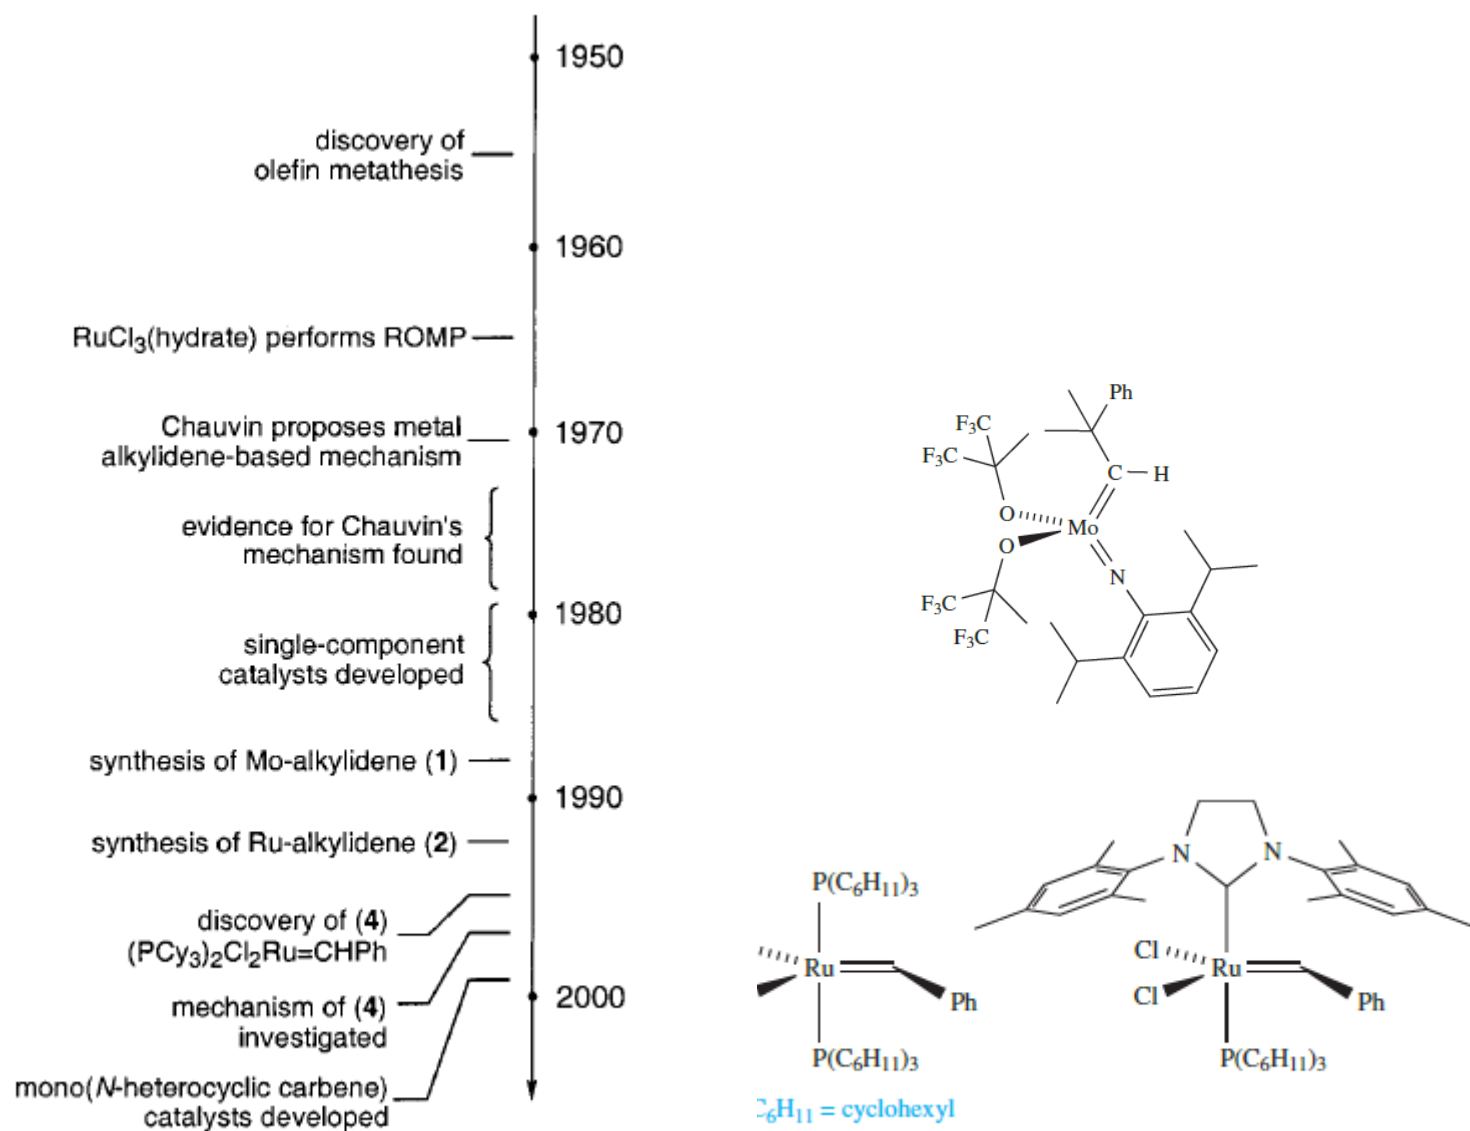 1950
discovery of
olefin metathesis
1960
RuCl3(hydrate) performs ROMP
Chauvin proposes metal
alkylidene-based mechanism
1970
evidence for Chauvin's
mechanism found
1980
single-component
catalysts developed
synthesis of Mo-alkylidene (1)
1990
synthesis of Ru-alkylidene (2)
discovery of (4)
(PCy3)2Cl2Ru=CHPh
mechanism of (4)
investigated
2000
mono(N-heterocyclic carbene)
catalysts developed
Ph
F3C
F3C
C H
O
Mo
O
N
F3C
F3C
P(C6H11)3
Ru
Ph
P(C6H11)3
C6H11 = cyclohexyl
N N
Cl
Ru
Cl
Ph
P(C6H11)3